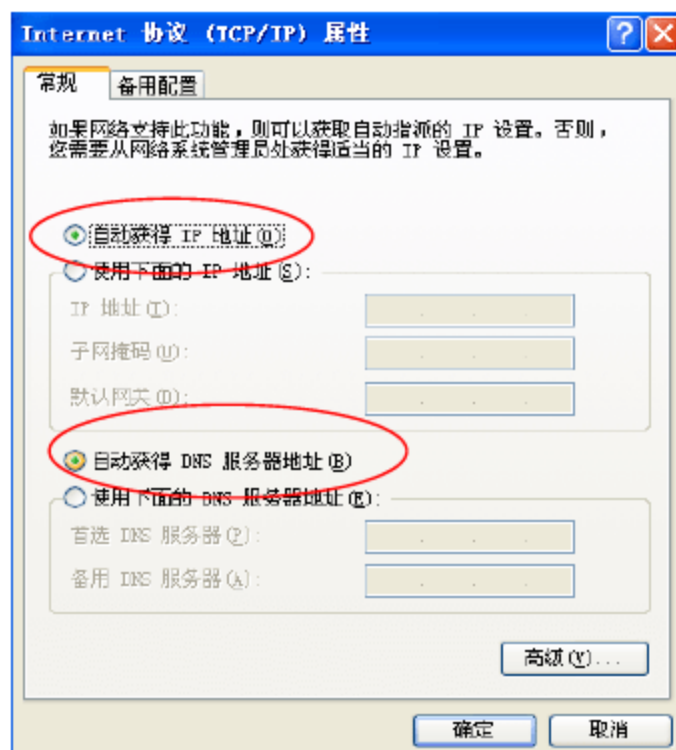 Internet 协议 (TCP/IP) 属性
常规
备用配置
如果网络支持此功能，则可以获取自动指派的 IP 设置。否则，
您需要从网络系统管理员处获得适当的 IP 设置。
自动获得 IP 地址(O)
使用下面的 IP 地址(S):
IP 地址(I):
子网掩码(U):
默认网关(D):
自动获得 DNS 服务器地址(B)
使用下面的 DNS 服务器地址(E):
首选 DNS 服务器(P):
备用 DNS 服务器(A):
高级(V)...
确定
取消